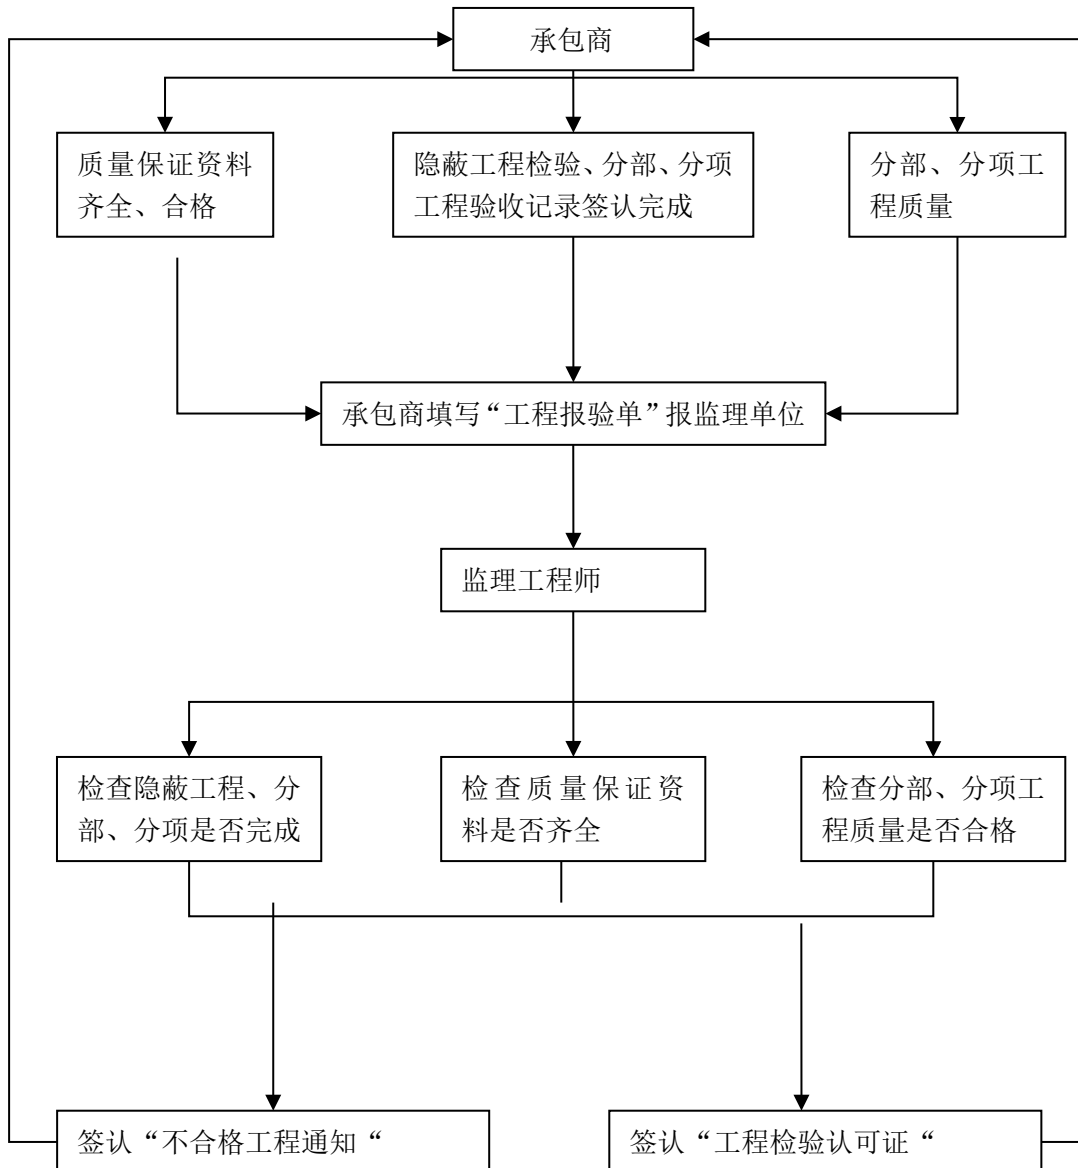 承包商
质量保证资料
齐全、合格
隐蔽工程检验、分部、分项
工程验收记录签认完成
分部、分项工
程质量
承包商填写“工程报验单”报监理单位
监理工程师
检查隐蔽工程、分
部、分项是否完成
检查质量保证资
料是否齐全
检查分部、分项工
程质量是否合格
签认“不合格工程通知“
签认“工程检验认可证“